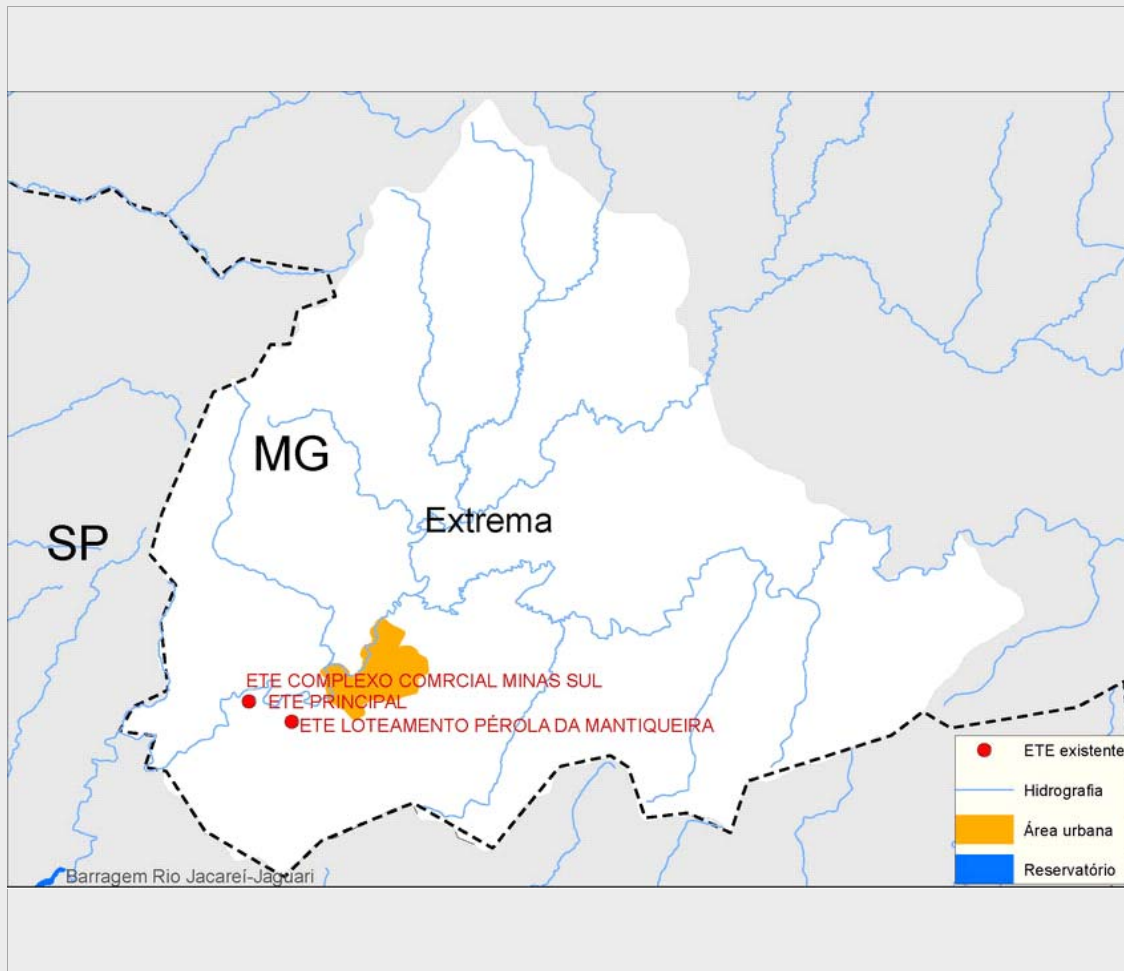 MG
Extrema
SP
ETE COMPLEXO COMRCIAL MINAS SUL
ETE PRINCIPAL
ETE LOTEAMENTO PÉROLA DA MANTIQUEIRA
ETE existente
Hidrografia
Área urbana
Reservatório
Barragem Rio Jacareí-Jaguari